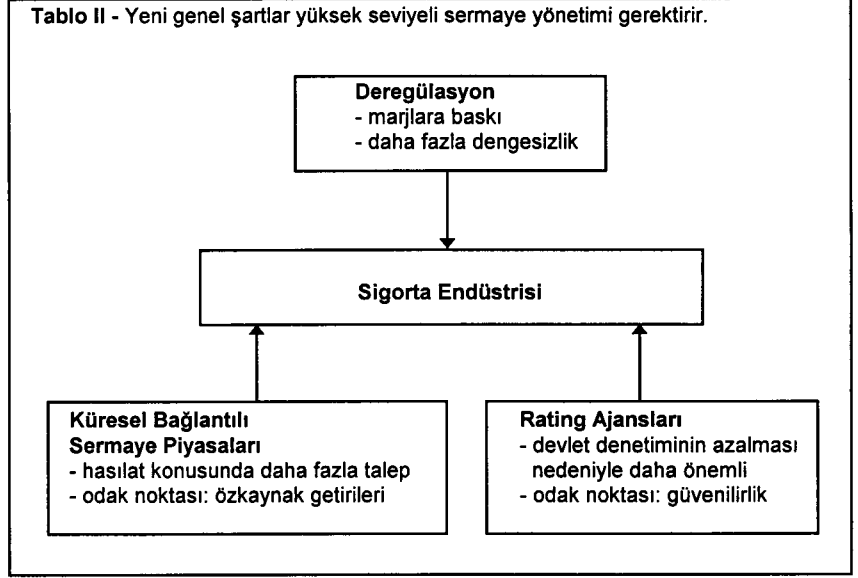 Tablo II - Yeni genel şartlar yüksek seviyeli sermaye yönetimi gerektirir.
Deregülasyon
- marjlara baskı
- daha fazla dengesizlik
Sigorta Endüstrisi
Küresel Bağlantılı
Sermaye Piyasaları
- hasılat konusunda daha fazla talep
- odak noktası: özkaynak getirileri
Rating Ajansları
- devlet denetiminin azalması
nedeniyle daha önemli
- odak noktası: güvenilirlik